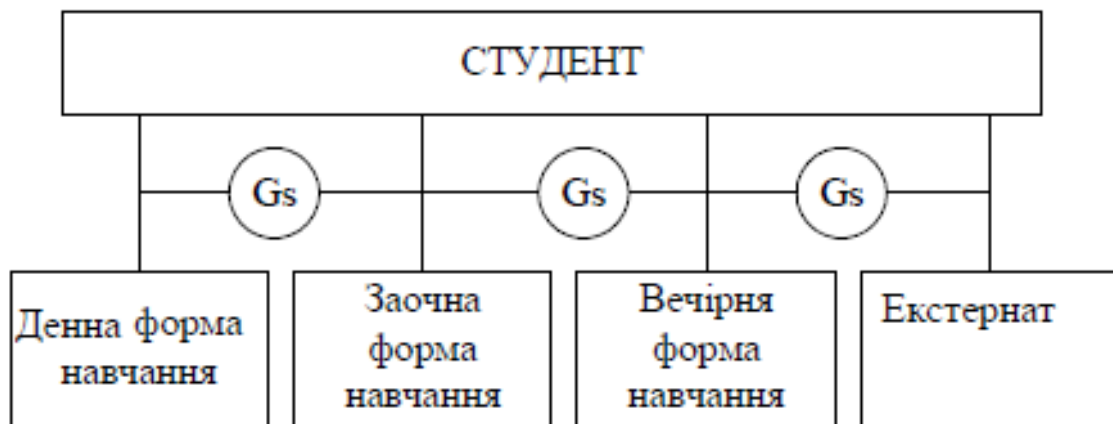 СТУДЕНТ
Gs
Gs
Gs
Денна форма
навчання
Заочна
форма
навчання
Вечірня
форма
навчання
Екстернат